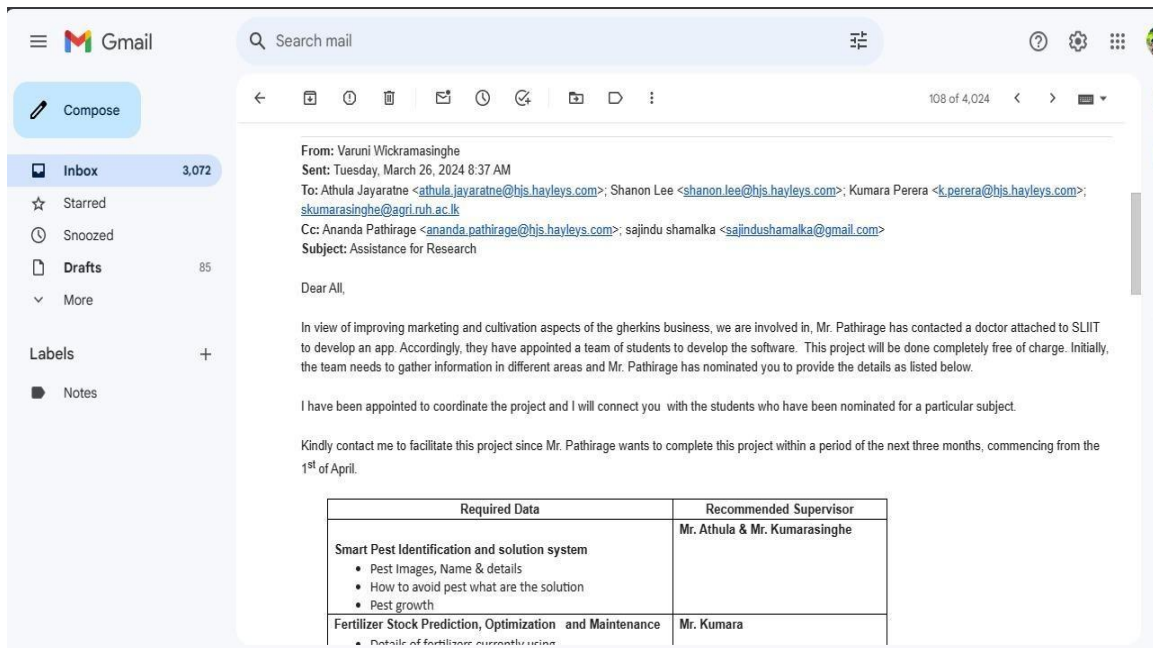 Gmail
Search mail
Compose
108 of 4,024
Inbox 3,072
Starred
Snoozed
Drafts 85
More
Labels
Notes
From: Varuni Wickramasinghe
Sent: Tuesday, March 26, 2024 8:37 AM
To: Athula Jayaratne <athula.jayaratne@hjs.hayleys.com>; Shanon Lee <shanon.lee@hjs.hayleys.com>; Kumara Perera <k.perera@hjs.hayleys.com>;
skumarasinghe@agri.ruh.ac.lk
Cc: Ananda Pathirage <ananda.pathirage@hjs.hayleys.com>; sajindu shamalka <sajindushamalka@gmail.com>
Subject: Assistance for Research
Dear All,
In view of improving marketing and cultivation aspects of the gherkins business, we are involved in, Mr. Pathirage has contacted a doctor attached to SLIIT
to develop an app. Accordingly, they have appointed a team of students to develop the software. This project will be done completely free of charge. Initially,
the team needs to gather information in different areas and Mr. Pathirage has nominated you to provide the details as listed below.
I have been appointed to coordinate the project and I will connect you with the students who have been nominated for a particular subject.
Kindly contact me to facilitate this project since Mr. Pathirage wants to complete this project within a period of the next three months, commencing from the
1st of April.
Required Data
Recommended Supervisor
Mr. Athula & Mr. Kumarasinghe
Smart Pest Identification and solution system
• Pest Images, Name & details
• How to avoid pest what are the solution
• Pest growth
Fertilizer Stock Prediction, Optimization and Maintenance
Mr. Kumara
• Details of fertilizers currently using